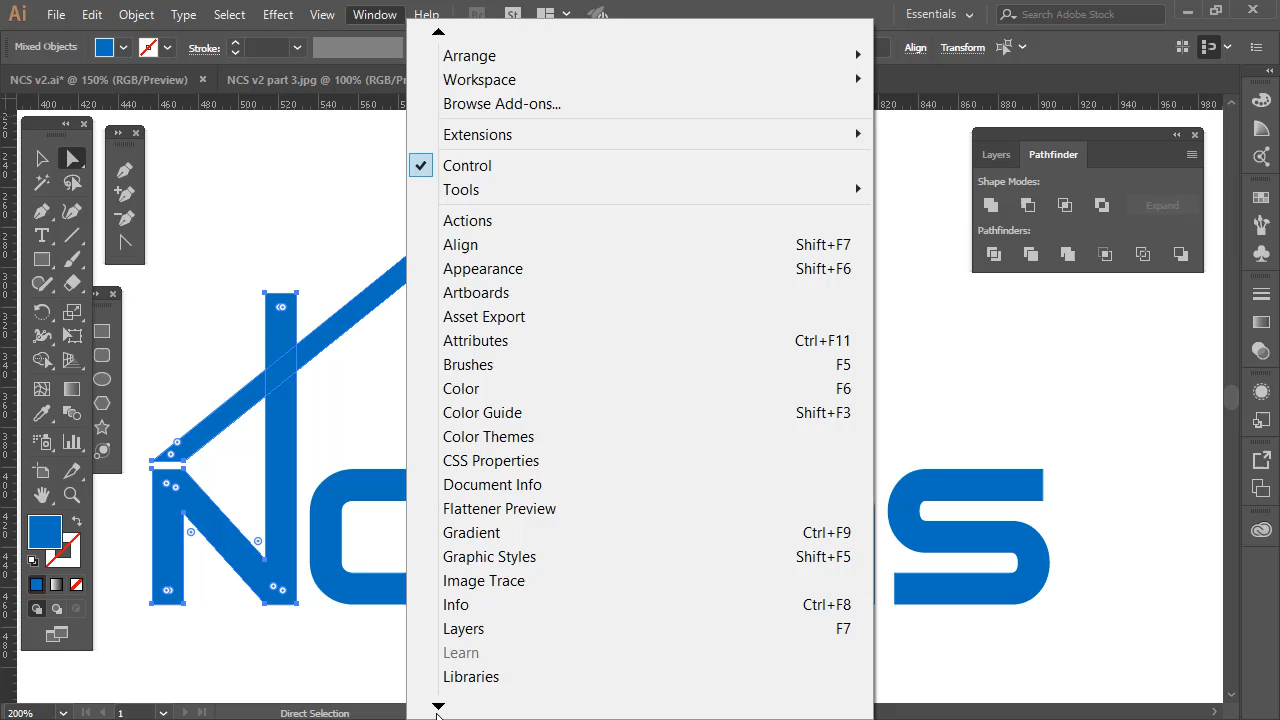 Ai File Edit Object Type Select Effect View Window Help Br St Essentials Search Adobe Stock
Mixed Objects Stroke: Align Transform
NCS v2.ai* @ 150% (RGB/Preview) × NCS v2 part 3.jpg @ 100% (RGB/P
400 420 440 460 480 500 520 540 560 820 840 860 880 900 920 940 960 980
Arrange
Workspace
Browse Add-ons...
Extensions
Control
Tools
Actions
Align Shift+F7
Appearance Shift+F6
Artboards
Asset Export
Attributes Ctrl+F11
Brushes F5
Color F6
Color Guide Shift+F3
Color Themes
CSS Properties
Document Info
Flattener Preview
Gradient Ctrl+F9
Graphic Styles Shift+F5
Image Trace
Info Ctrl+F8
Layers F7
Learn
Libraries
Layers Pathfinder
Shape Modes:
Expand
Pathfinders:
NC S
200% 1 Direct Selection